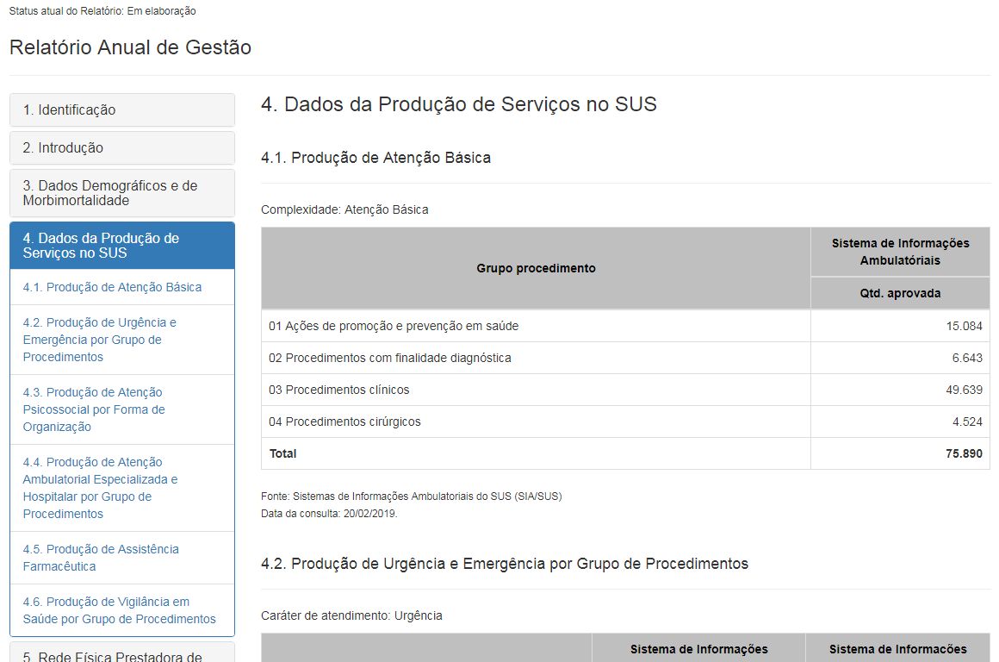 Status atual do Relatório: Em elaboração
Relatório Anual de Gestão
1. Identificação
2. Introdução
3. Dados Demográficos e de
Morbimortalidade
4. Dados da Produção de
Serviços no SUS
4.1. Produção de Atenção Básica
4.2. Produção de Urgência e
Emergência por Grupo de
Procedimentos
4.3. Produção de Atenção
Psicossocial por Forma de
Organização
4.4. Produção de Atenção
Ambulatorial Especializada e
Hospitalar por Grupo de
Procedimentos
4.5. Produção de Assistência
Farmacêutica
4.6. Produção de Vigilância em
Saúde por Grupo de Procedimentos
5. Rede Física Prestadora de
4. Dados da Produção de Serviços no SUS
4.1. Produção de Atenção Básica
Complexidade: Atenção Básica
Grupo procedimento
Sistema de Informações
Ambulatóriais
Qtd. aprovada
01 Ações de promoção e prevenção em saúde 15.084
02 Procedimentos com finalidade diagnóstica 6.643
03 Procedimentos clínicos 49.639
04 Procedimentos cirúrgicos 4.524
Total 75.890
Fonte: Sistemas de Informações Ambulatoriais do SUS (SIA/SUS)
Data da consulta: 20/02/2019.
4.2. Produção de Urgência e Emergência por Grupo de Procedimentos
Caráter de atendimento: Urgência
Sistema de Informações Sistema de Informacões